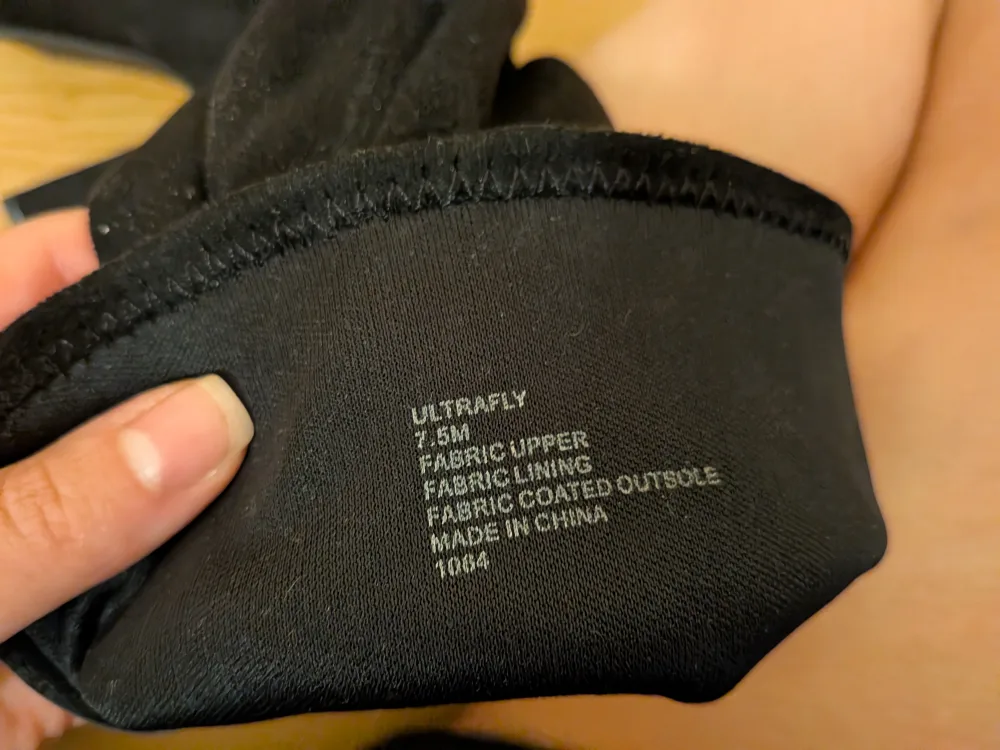 ULTRAFLY
7.5M
FABRIC UPPER
FABRIC LINING
FABRIC COATED OUTSOLE
MADE IN CHINA
1064